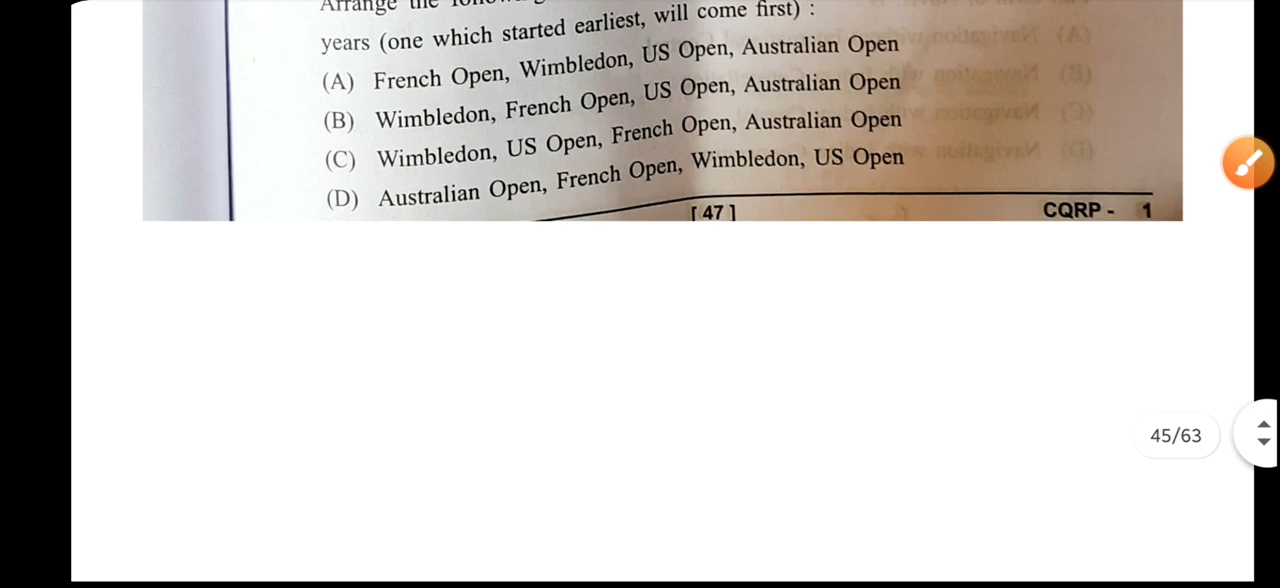 Arrange the
years (one which started earliest, will come first) :
(A) French Open, Wimbledon, US Open, Australian Open
(B) Wimbledon, French Open, US Open, Australian Open
(C) Wimbledon, US Open, French Open, Australian Open
(D) Australian Open, French Open, Wimbledon, US Open
[ 47 ]
CQRP - 1
45/63